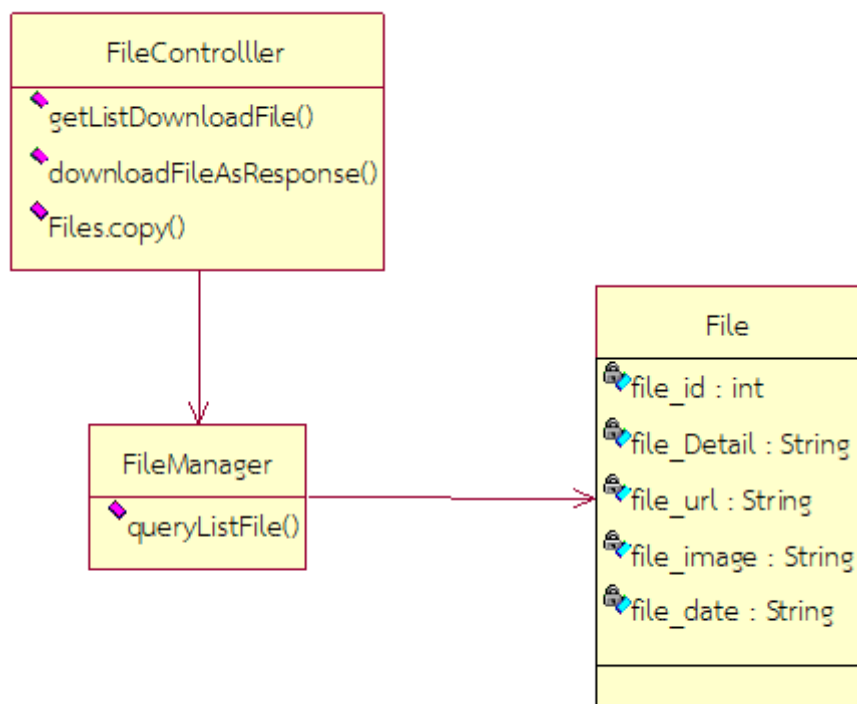 FileControlller
getListDownloadFile()
downloadFileAsResponse()
Files.copy()
FileManager
queryListFile()
File
file_id : int
file_Detail : String
file_url : String
file_image : String
file_date : String